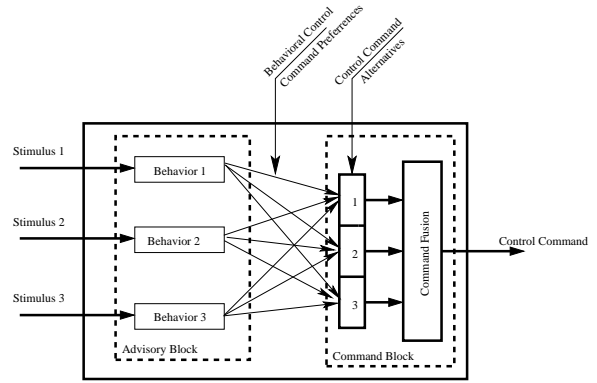 Behavioral Control
Command Preferrences
Control Command
Alternatives
Stimulus 1
Behavior 1
1
Stimulus 2
Behavior 2
2
Command Fusion
Control Command
Stimulus 3
Behavior 3
3
Advisory Block
Command Block